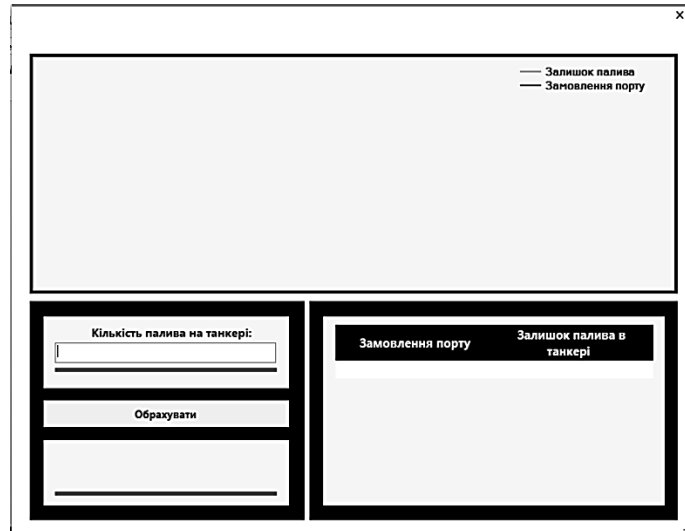 x
Залишок палива
Замовлення порту
Кількість палива на танкері:
Обрахувати
Замовлення порту
Залишок палива в
танкері